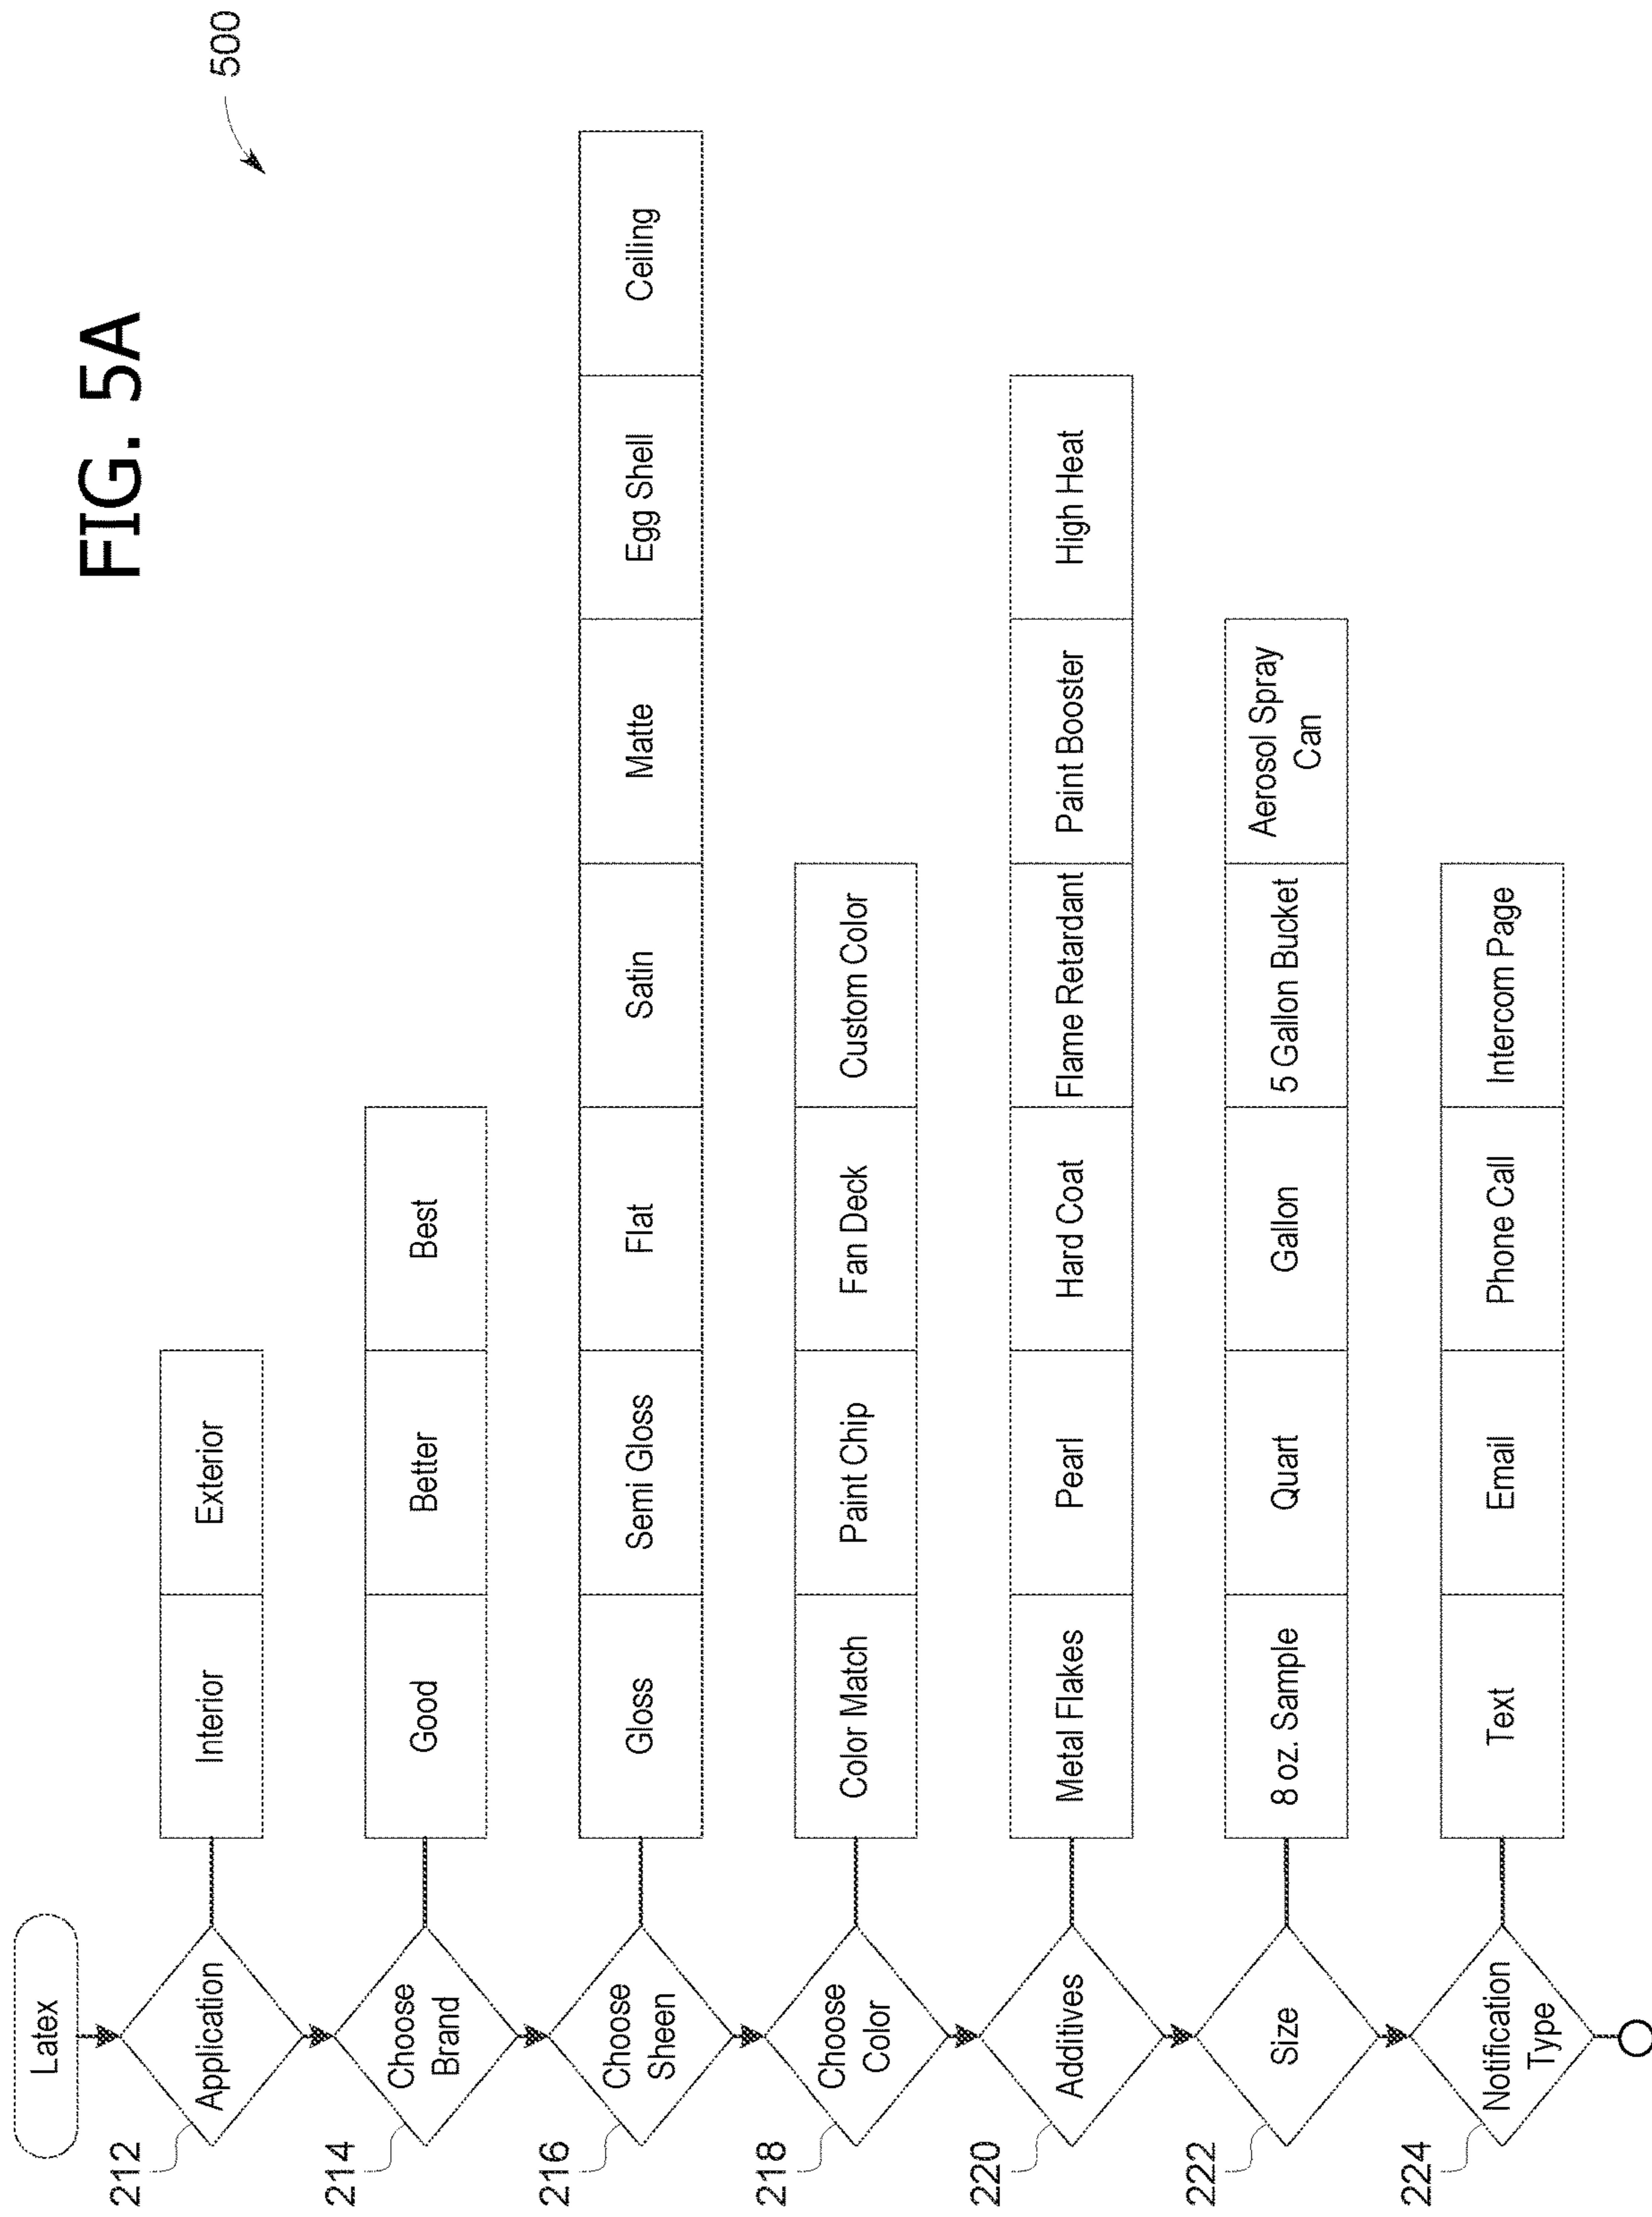 FIG. 5A
500
Latex
212
Application
Interior
Exterior
214
Choose
Brand
Good
Better
Best
216
Choose
Sheen
Gloss
Semi Gloss
Flat
Satin
Matte
Egg Shell
Ceiling
218
Choose
Color
Color Match
Paint Chip
Fan Deck
Custom Color
220
Additives
Metal Flakes
Pearl
Hard Coat
Flame Retardant
Paint Booster
High Heat
222
Size
8 oz. Sample
Quart
Gallon
5 Gallon Bucket
Aerosol Spray
Can
224
Notification
Type
Text
Email
Phone Call
Intercom Page